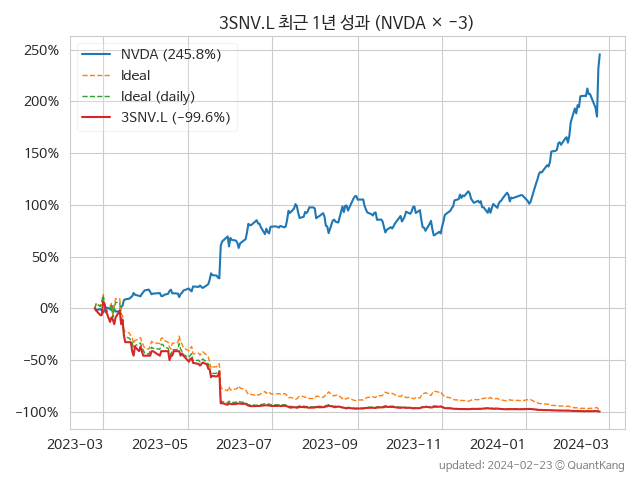 3SNV.L 최근 1년 성과 (NVDA × −3)
250%
200%
150%
100%
50%
0%
−50%
−100%
NVDA (245.8%)
Ideal
Ideal (daily)
3SNV.L (−99.6%)
2023-03
2023-05
2023-07
2023-09
2023-11
2024-01
2024-03
updated: 2024-02-23 © QuantKang